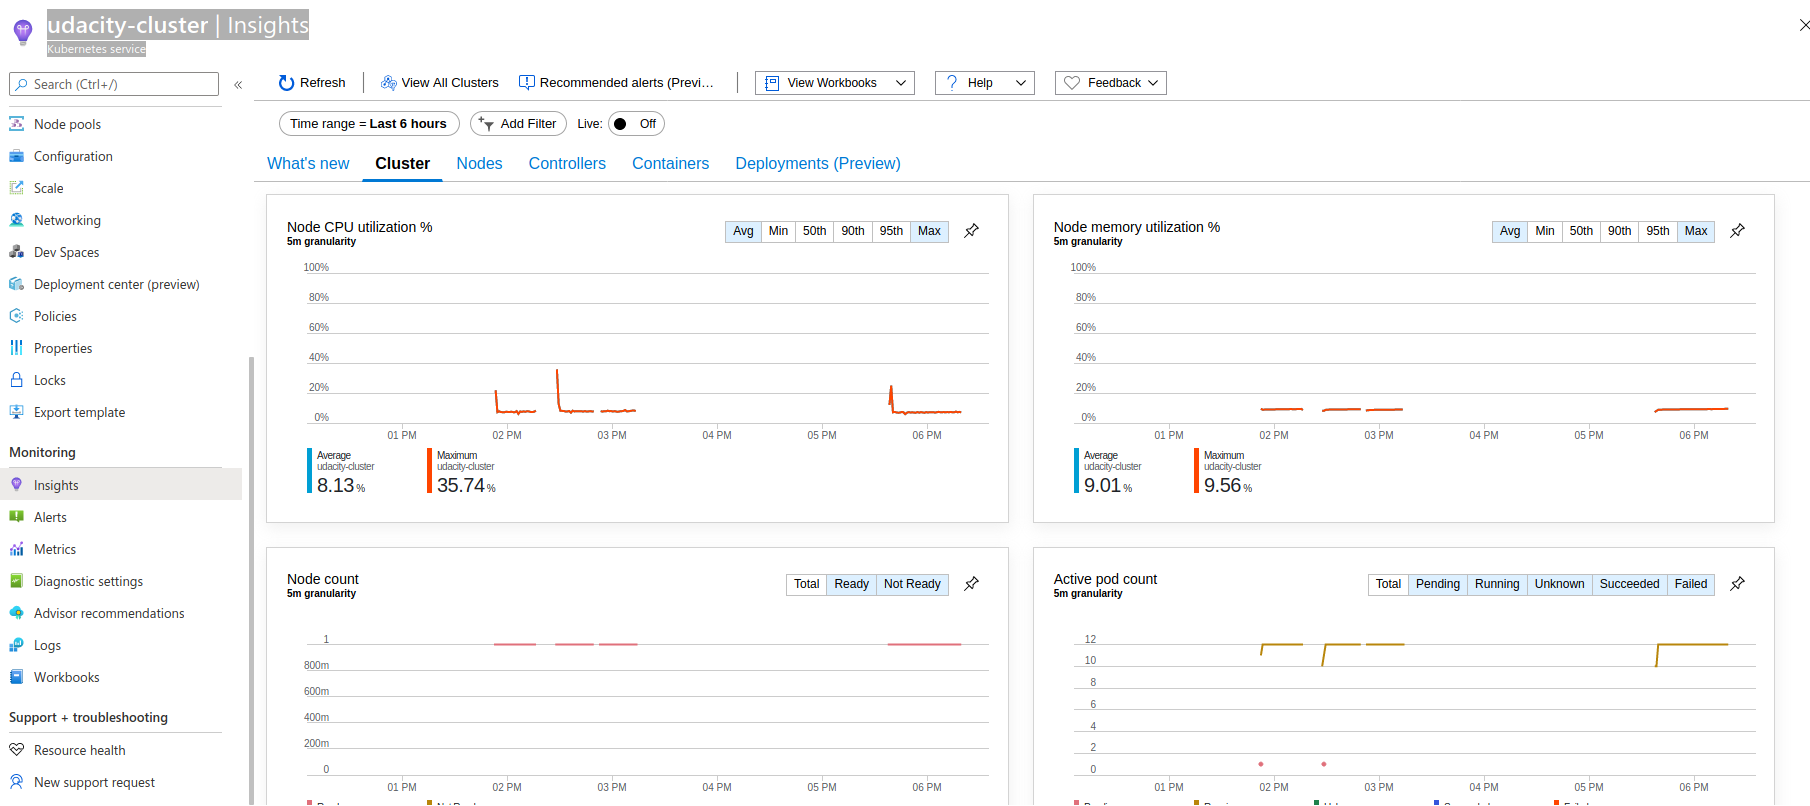 udacity-cluster | Insights
Kubernetes service
Search (Ctrl+/)
«
Refresh
View All Clusters
Recommended alerts (Previ...
View Workbooks
Help
Feedback
Time range = Last 6 hours
Add Filter
Live:
Off
What's new
Cluster
Nodes
Controllers
Containers
Deployments (Preview)
Node pools
Configuration
Scale
Networking
Dev Spaces
Deployment center (preview)
Policies
Properties
Locks
Export template
Monitoring
Insights
Alerts
Metrics
Diagnostic settings
Advisor recommendations
Logs
Workbooks
Support + troubleshooting
Resource health
New support request
Node CPU utilization %
5m granularity
Avg Min 50th 90th 95th Max
100%
80%
60%
40%
20%
0%
01 PM 02 PM 03 PM 04 PM 05 PM 06 PM
Average
udacity-cluster
8.13 %
Maximum
udacity-cluster
35.74 %
Node memory utilization %
5m granularity
Avg Min 50th 90th 95th Max
100%
80%
60%
40%
20%
0%
01 PM 02 PM 03 PM 04 PM 05 PM 06 PM
Average
udacity-cluster
9.01 %
Maximum
udacity-cluster
9.56 %
Node count
5m granularity
Total Ready Not Ready
1
800m
600m
400m
200m
0
01 PM 02 PM 03 PM 04 PM 05 PM 06 PM
Active pod count
5m granularity
Total Pending Running Unknown Succeeded Failed
12
10
8
6
4
2
0
01 PM 02 PM 03 PM 04 PM 05 PM 06 PM